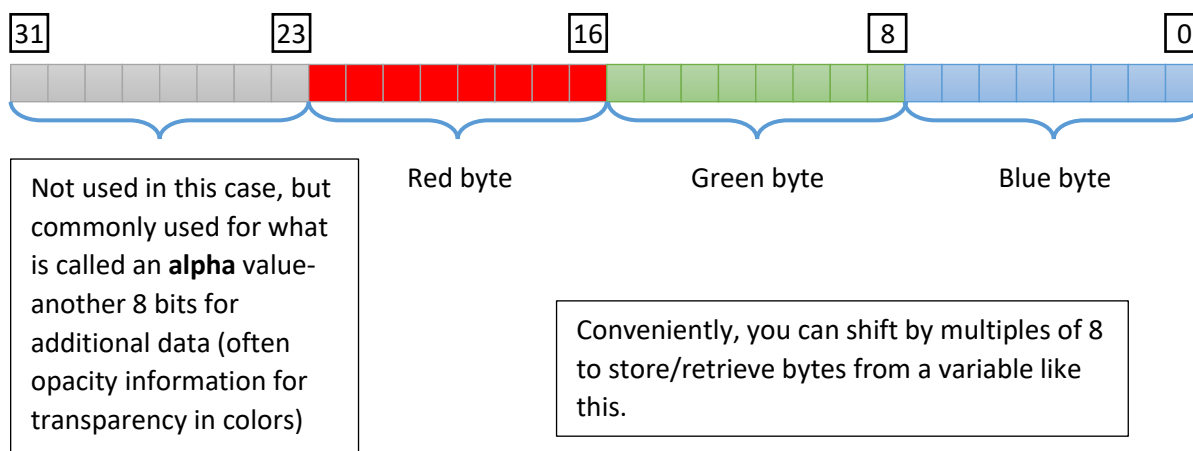 31 23 16 8 0
Red byte Green byte Blue byte
Not used in this case, but
commonly used for what
is called an alpha value-
another 8 bits for
additional data (often
opacity information for
transparency in colors)
Conveniently, you can shift by multiples of 8
to store/retrieve bytes from a variable like
this.